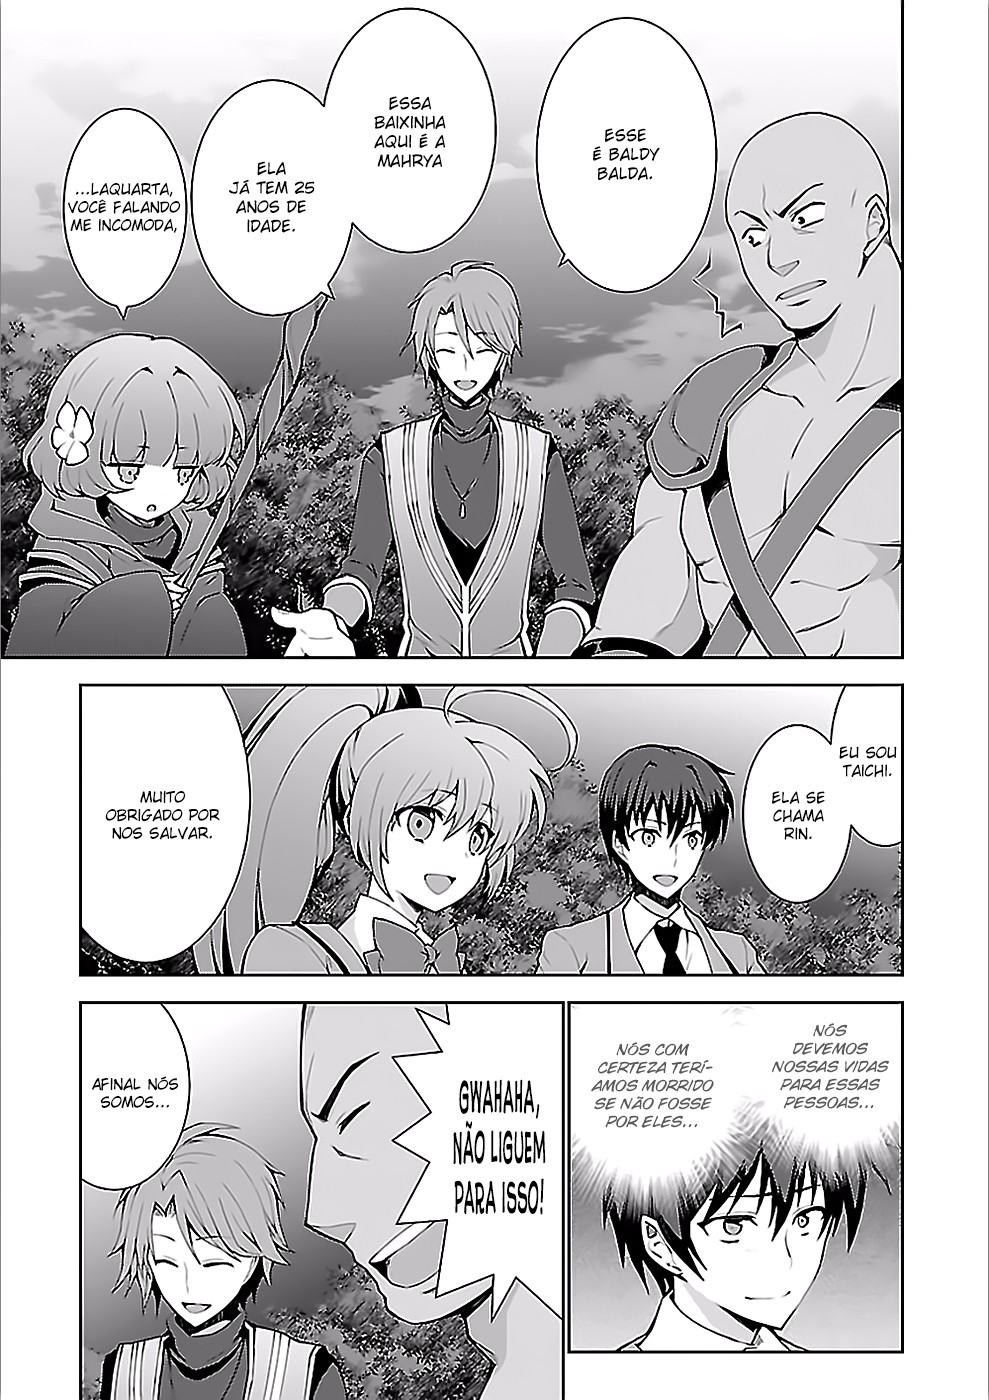 ESSE
É BALDY
BALDA.
ESSA
BAIXINHA
AQUI É A
MAHRYA
ELA
JÁ TEM 25
ANOS DE
IDADE.
...LAQUARTA,
VOCÊ FALANDO
ME INCOMODA,
EU SOU
TAICHI.
ELA SE
CHAMA
RIN.
MUITO
OBRIGADO POR
NOS SALVAR.
NÓS
DEVEMOS
NOSSAS VIDAS
PARA ESSAS
PESSOAS...
NÓS COM
CERTEZA TERÍ-
AMOS MORRIDO
SE NÃO FOSSE
POR ELES...
GWAHAHA,
NÃO LIGUEM
PARA ISSO!
AFINAL NÓS
SOMOS...